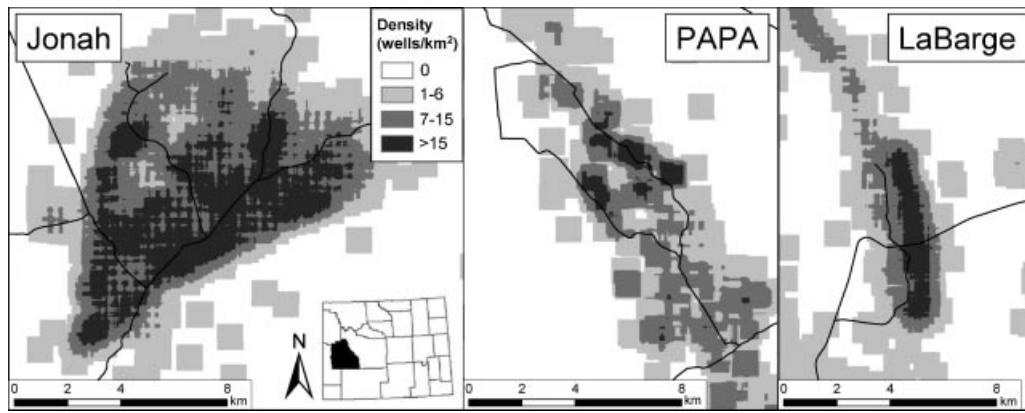 Jonah
Density
(wells/km²)
0
1-6
7-15
>15
PAPA
LaBarge
N
0 2 4 8
km
0 2 4 8
km
0 2 4 8
km